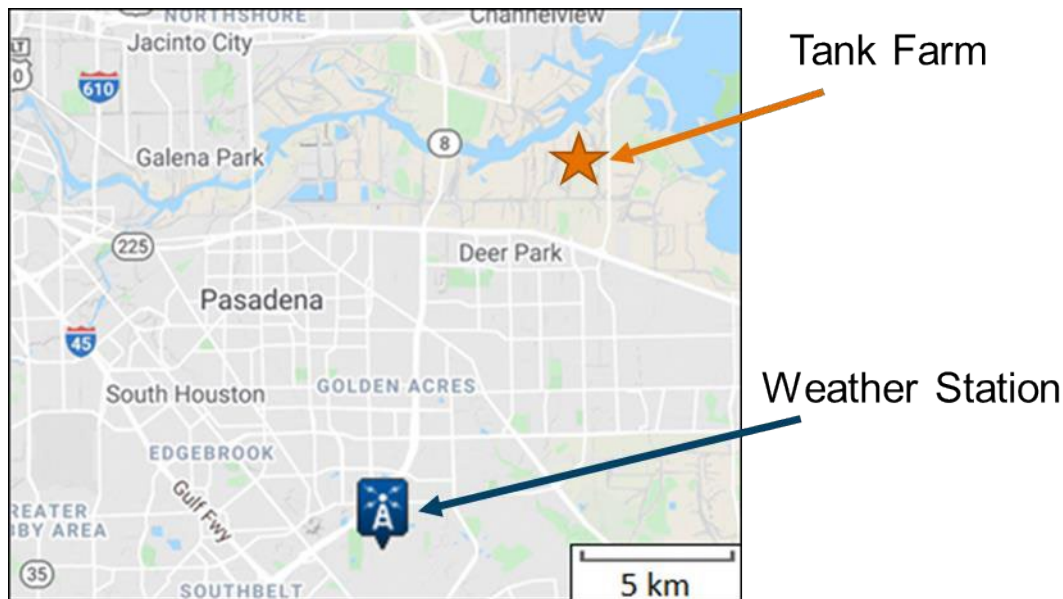 NORTHSHORE
Channelview
Tank Farm
Jacinto City
610
8
Galena Park
225
Deer Park
Pasadena
45
Weather Station
GOLDEN ACRES
South Houston
EDGEBROOK
Gulf Fwy
REATER
BY AREA
35
SOUTHBELT
5 km